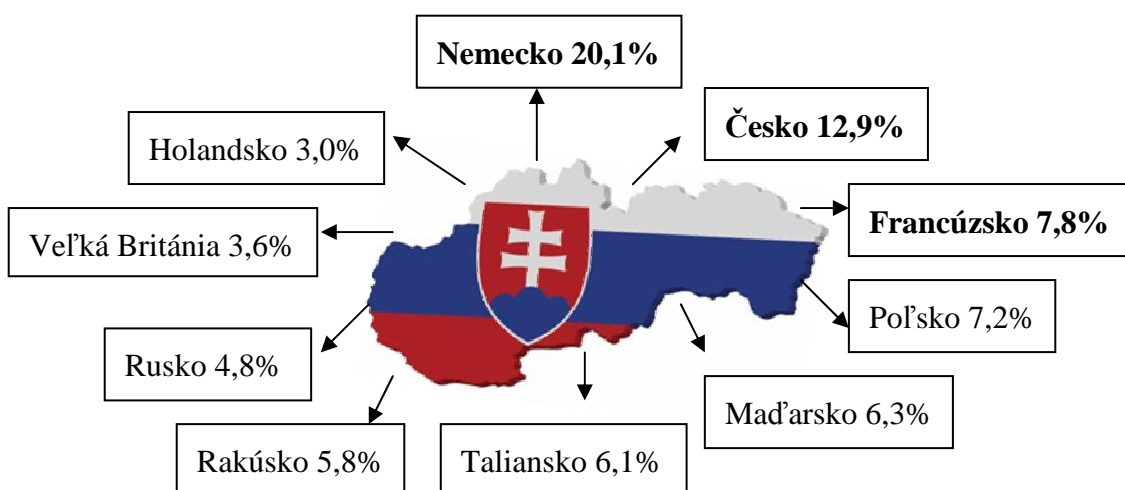 Nemecko 20,1%
Česko 12,9%
Holandsko 3,0%
Francúzsko 7,8%
Veľká Británia 3,6%
Poľsko 7,2%
Rusko 4,8%
Maďarsko 6,3%
Rakúsko 5,8%
Taliansko 6,1%